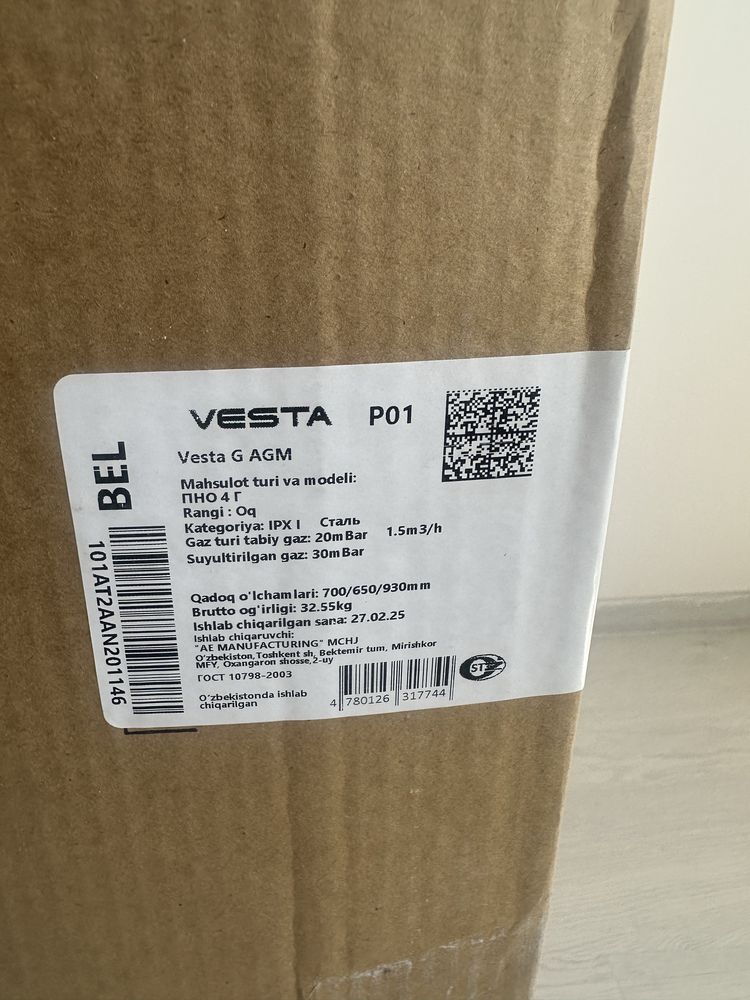 VESTA P01
Vesta G AGM
Mahsulot turi va modeli:
ПНО 4 Г
Rangi : Oq
Kategoriya: IPX I Сталь
Gaz turi tabiy gaz: 20mBar 1.5m3/h
Suyultirilgan gaz: 30mBar
Qadoq o'lchamlari: 700/650/930mm
Brutto og'irligi: 32.55kg
Ishlab chiqarilgan sana: 27.02.25
Ishlab chiqaruvchi:
"AE MANUFACTURING" MCHJ
O'zbekiston, Toshkent sh, Bektemir tum, Mirishkor
MFY, Oxangaron shosse,2-uy
ГОСТ 10798-2003
O'zbekistonda ishlab
chiqarilgan
4 780126 317744
ST
BEL
101AT2AAN201146